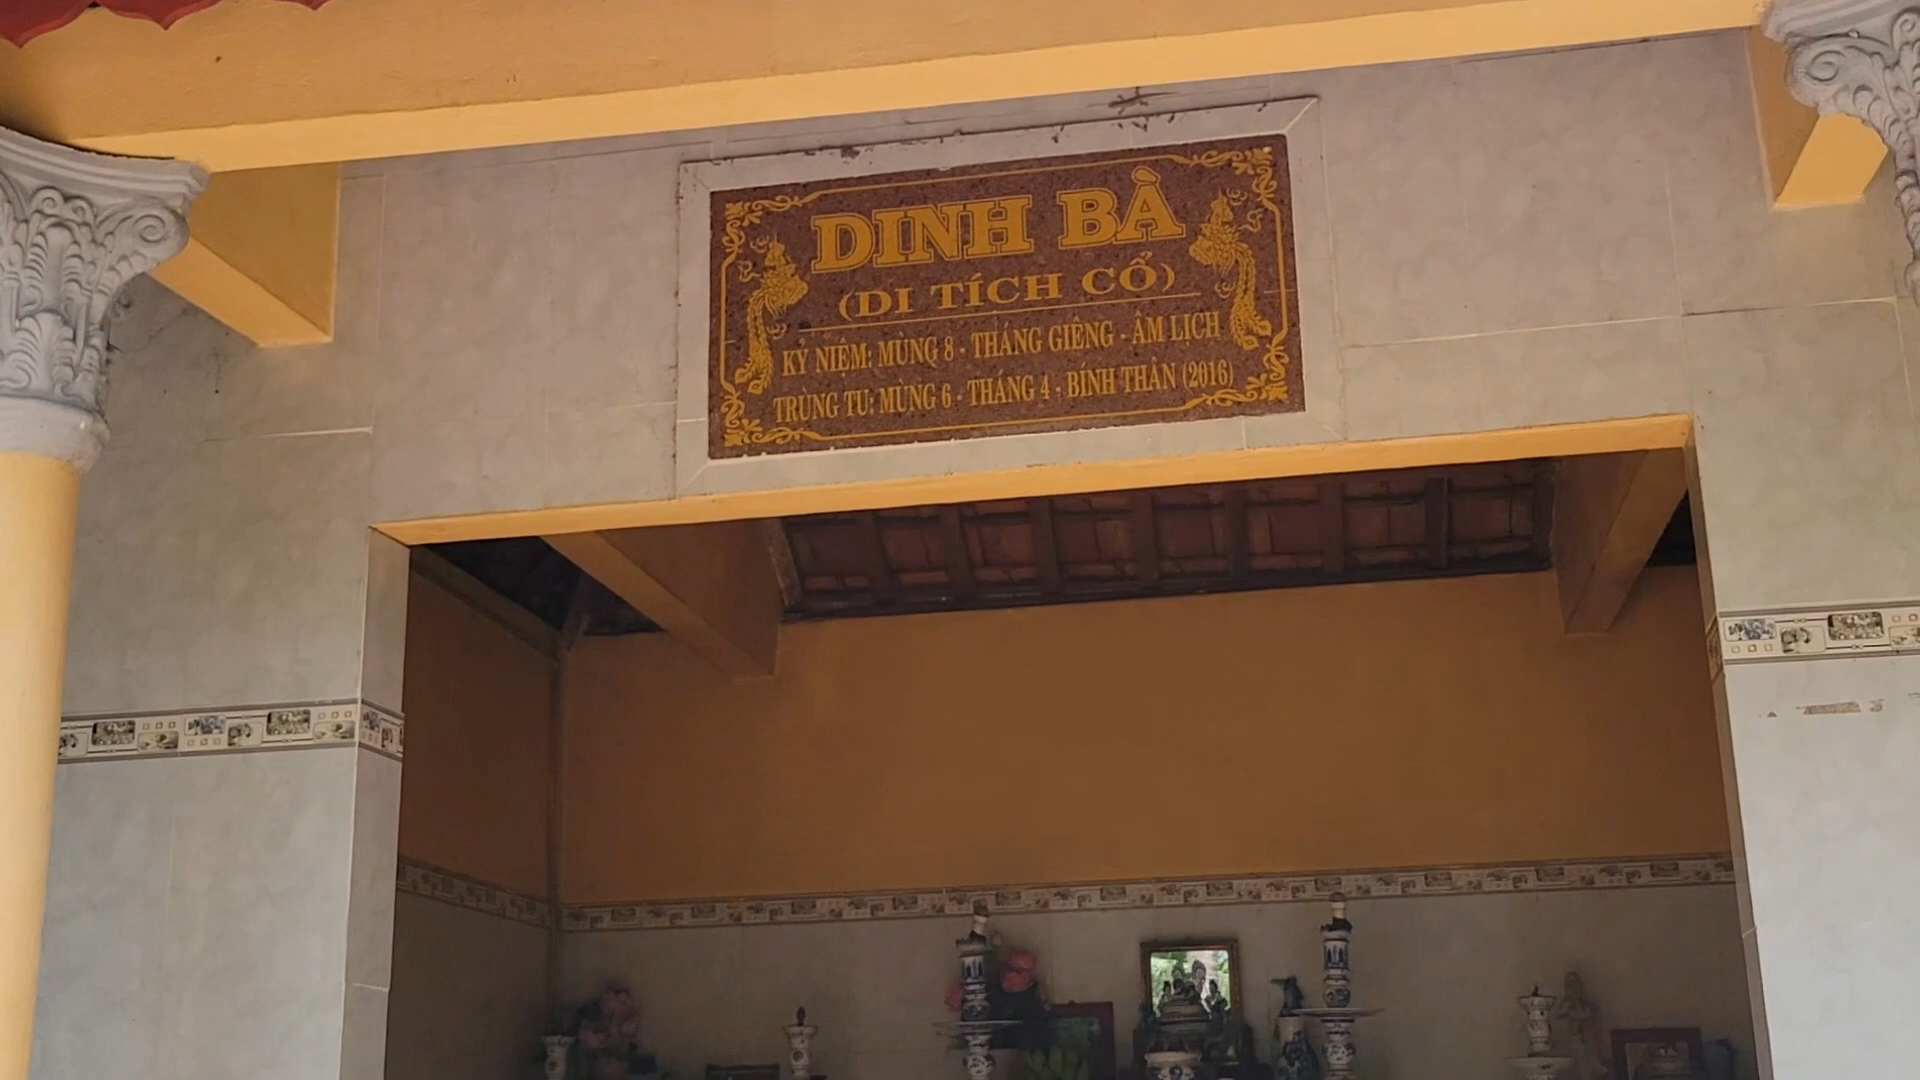 DINH BÀ
(DI TÍCH CỔ)
KỶ NIỆM: MÙNG 8 - THÁNG GIÊNG - ÂM LỊCH
TRÙNG TU: MÙNG 6 - THÁNG 4 - BÍNH THÂN (2016)